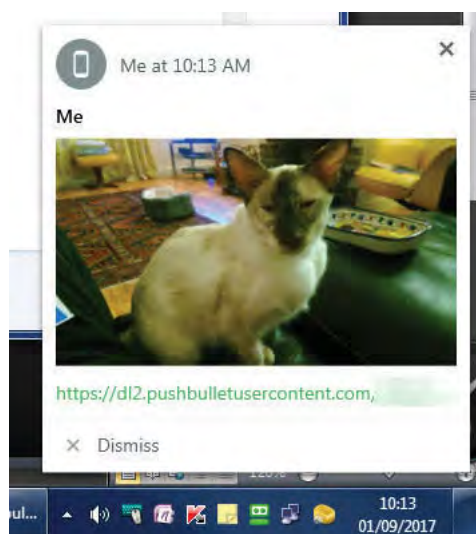 Me at 10:13 AM
Me
https://dl2.pushbulletusercontent.com,
Dismiss
10:13
01/09/2017